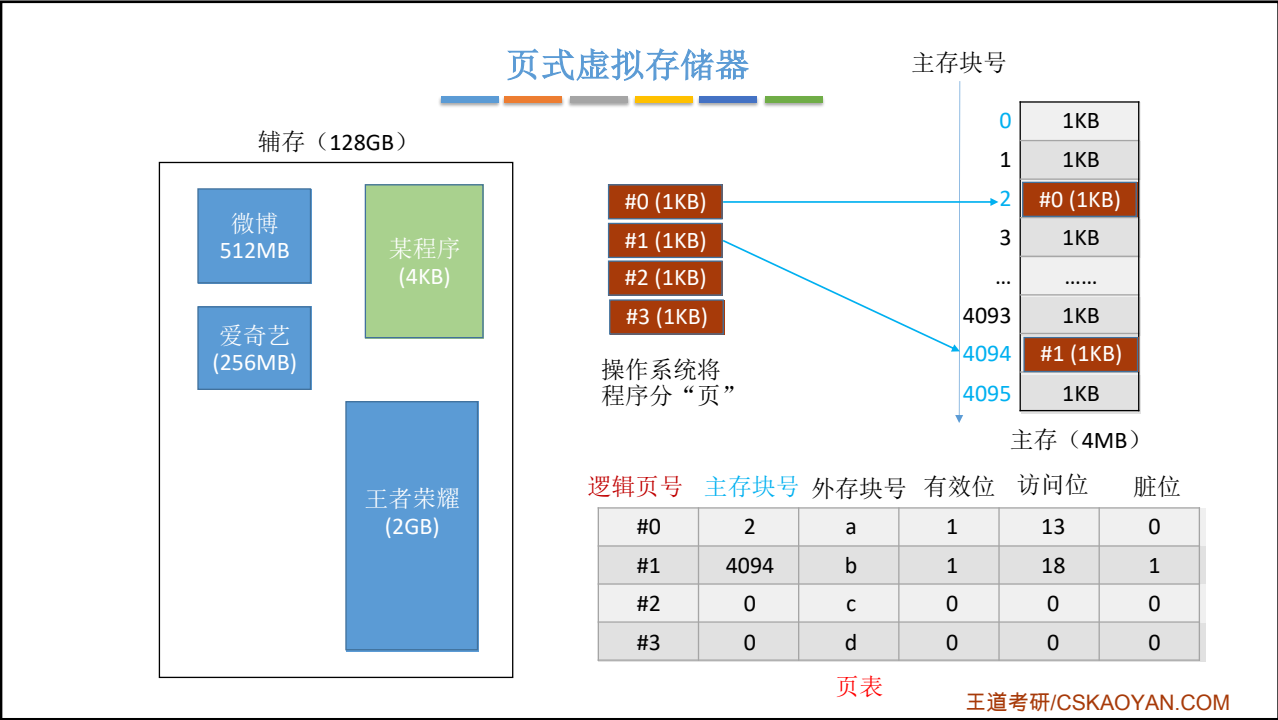 页式虚拟存储器
主存块号
辅存（128GB）
微博
512MB
某程序
(4KB)
爱奇艺
(256MB)
王者荣耀
(2GB)
#0 (1KB)
#1 (1KB)
#2 (1KB)
#3 (1KB)
操作系统将
程序分“页”
0 1KB
1 1KB
2 #0 (1KB)
3 1KB
… ……
4093 1KB
4094 #1 (1KB)
4095 1KB
主存（4MB）
逻辑页号 主存块号 外存块号 有效位 访问位 脏位
#0 2 a 1 13 0
#1 4094 b 1 18 1
#2 0 c 0 0 0
#3 0 d 0 0 0
页表
王道考研/CSKAOYAN.COM